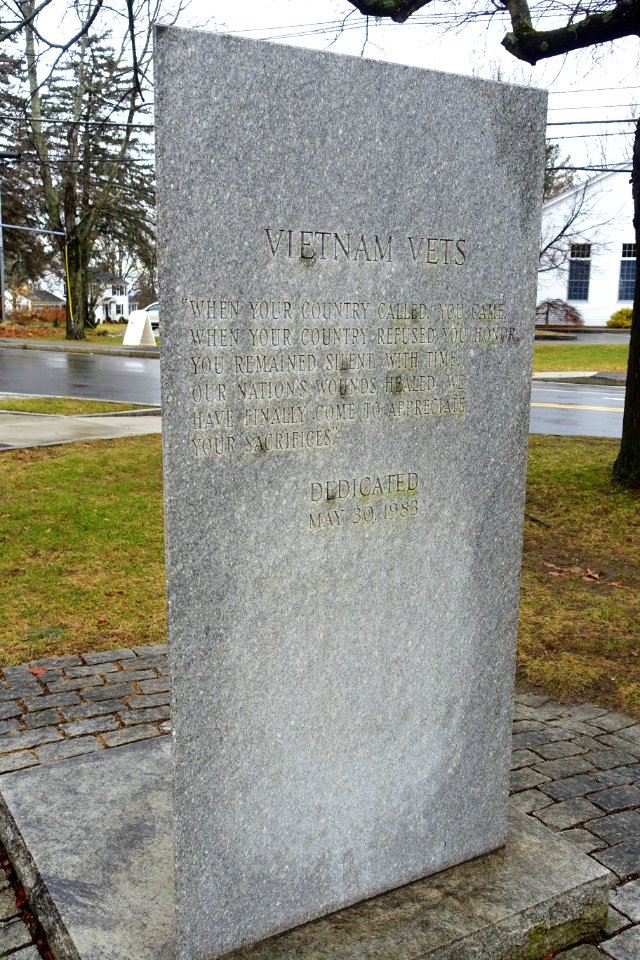 VIETNAM VETS
"WHEN YOUR COUNTRY CALLED, YOU CAME.
WHEN YOUR COUNTRY REFUSED YOU HONOR,
YOU REMAINED SILENT. WITH TIME,
OUR NATION'S WOUNDS HEALED. WE
HAVE FINALLY COME TO APPRECIATE
YOUR SACRIFICES."
DEDICATED
MAY 30, 1983